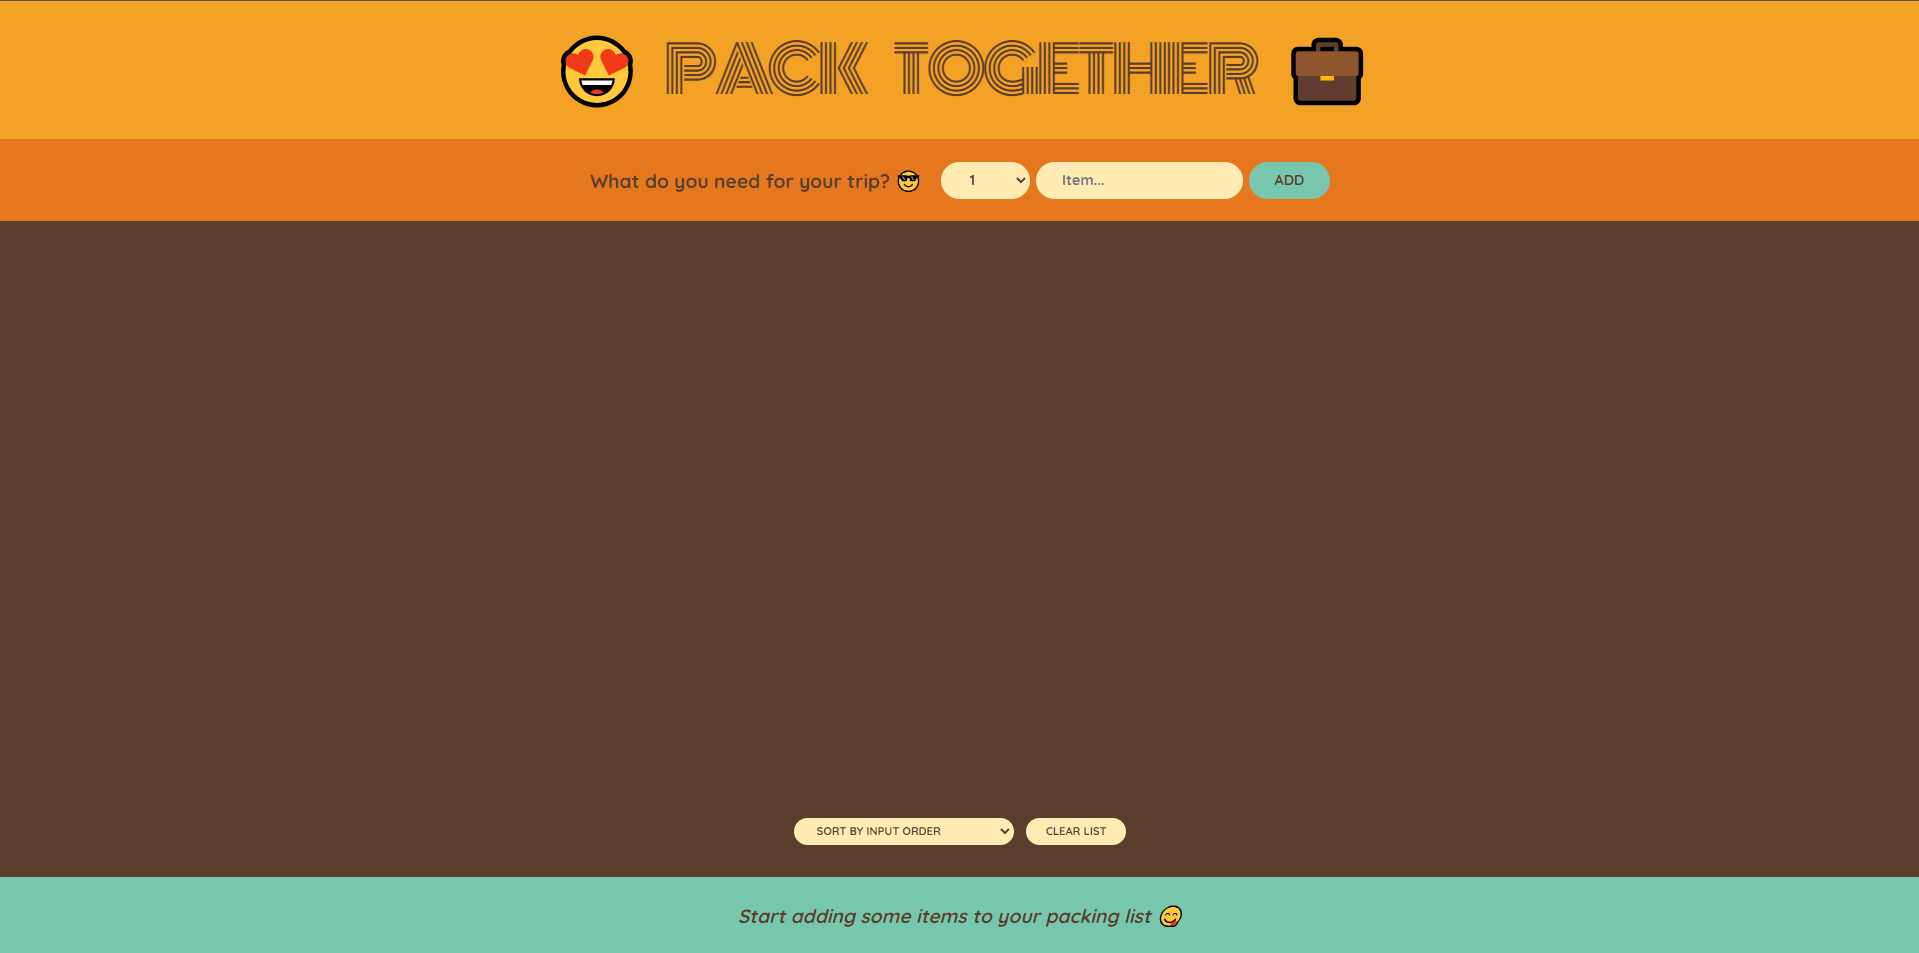 PACK TOGETHER
What do you need for your trip? 😎 1 Item... ADD
SORT BY INPUT ORDER CLEAR LIST
Start adding some items to your packing list 😋